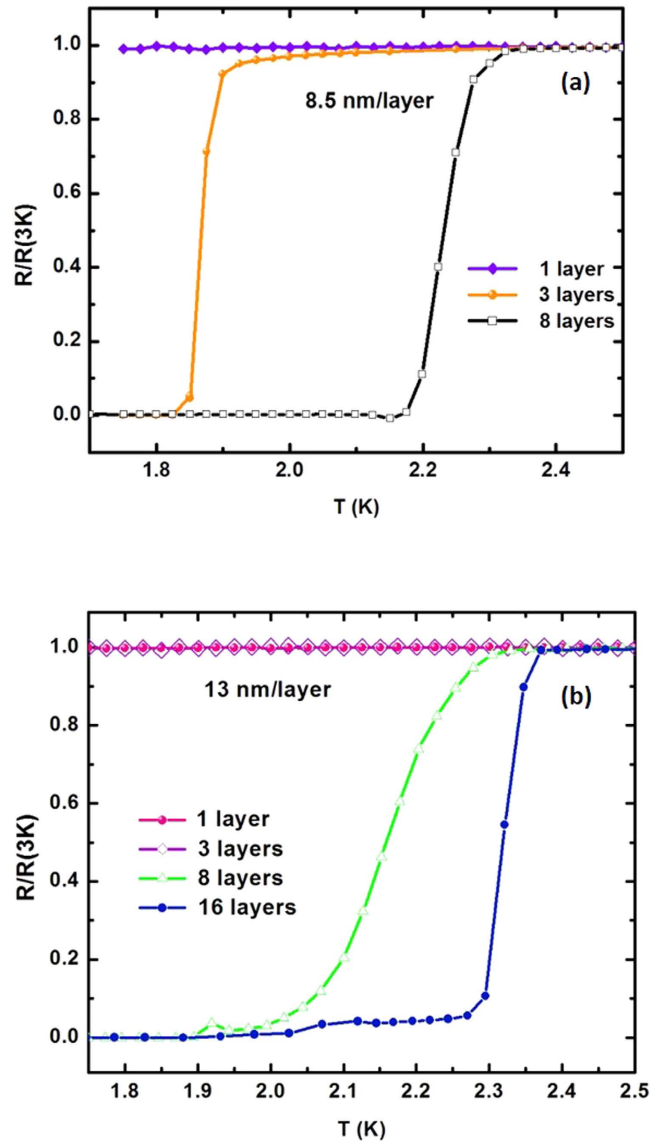 1.0
(a)
8.5 nm/layer
0.8
0.6
R/R(3K)
0.4
1 layer
3 layers
8 layers
0.2
0.0
1.8 2.0 2.2 2.4
T (K)
1.0
(b)
13 nm/layer
0.8
0.6
R/R(3K)
1 layer
3 layers
0.4
8 layers
16 layers
0.2
0.0
1.8 1.9 2.0 2.1 2.2 2.3 2.4 2.5
T (K)